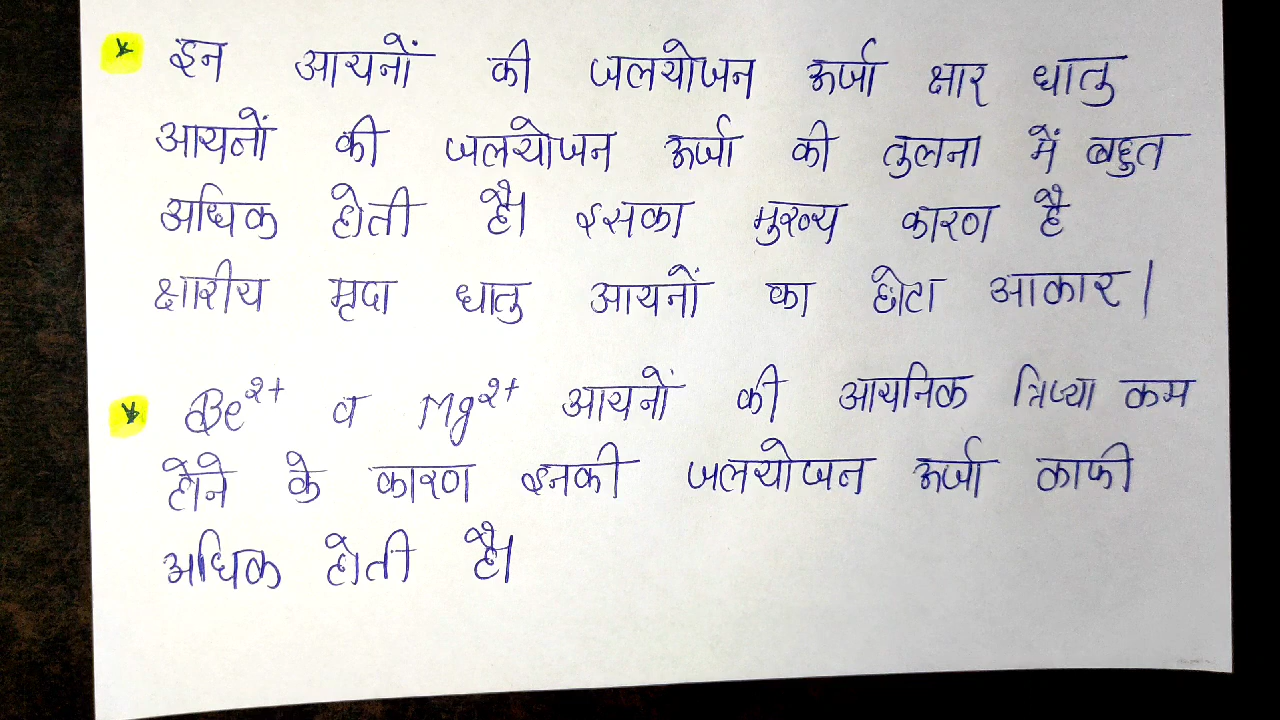 * इन आयनों की जलयोजन ऊर्जा क्षार धातु
आयनों की जलयोजन ऊर्जा की तुलना में बहुत
अधिक होती है। इसका मुख्य कारण है
क्षारीय मृदा धातु आयनों का छोटा आकार।
* Be²⁺ व Mg²⁺ आयनों की आयनिक त्रिज्या कम
होने के कारण इनकी जलयोजन ऊर्जा काफी
अधिक होती है।